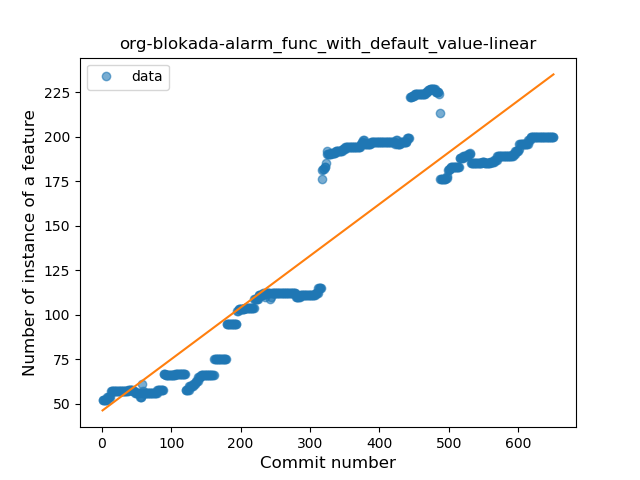 org-blokada-alarm_func_with_default_value-linear
data
Number of instance of a feature
225
200
175
150
125
100
75
50
0 100 200 300 400 500 600
Commit number